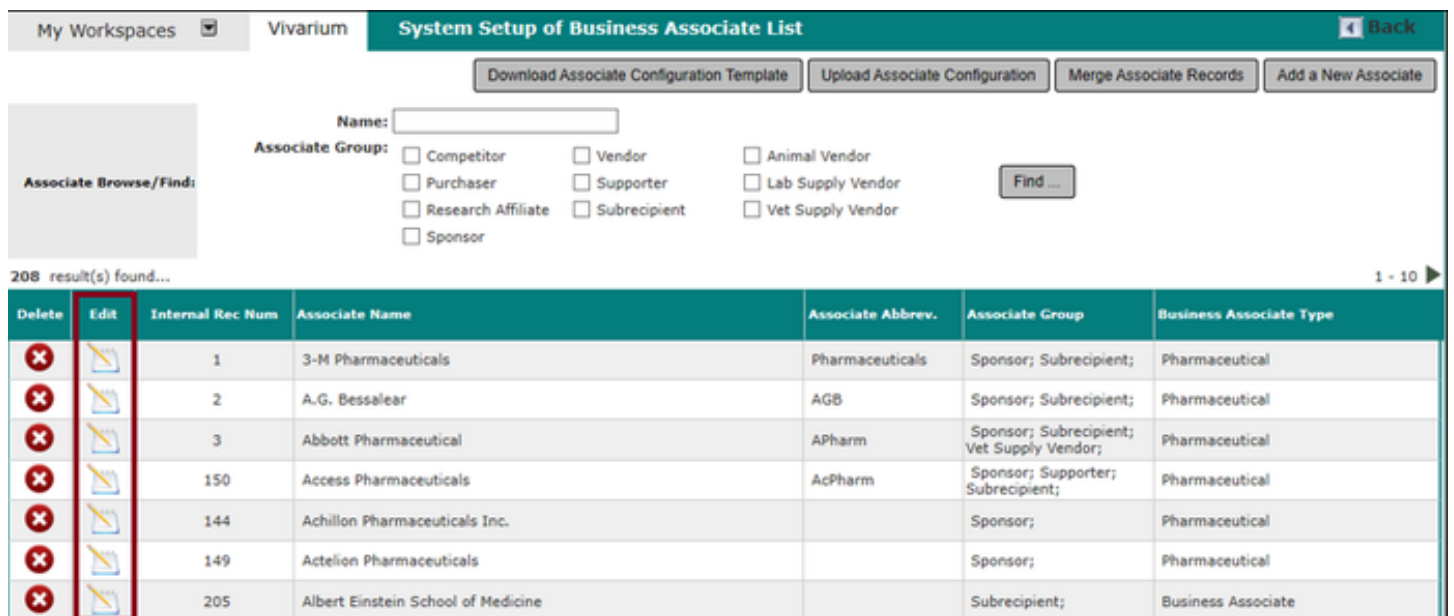 My Workspaces Vivarium System Setup of Business Associate List Back
Download Associate Configuration Template Upload Associate Configuration Merge Associate Records Add a New Associate
Name:
Associate Group: Competitor Vendor Animal Vendor
Associate Browse/Find: Purchaser Supporter Lab Supply Vendor Find ...
Research Affiliate Subrecipient Vet Supply Vendor
Sponsor
208 result(s) found... 1 - 10
Delete Edit Internal Rec Num Associate Name Associate Abbrev. Associate Group Business Associate Type
1 3-M Pharmaceuticals Pharmaceuticals Sponsor; Subrecipient; Pharmaceutical
2 A.G. Bessalear AGB Sponsor; Subrecipient; Pharmaceutical
3 Abbott Pharmaceutical APharm Sponsor; Subrecipient; Vet Supply Vendor; Pharmaceutical
150 Access Pharmaceuticals AcPharm Sponsor; Supporter; Subrecipient; Pharmaceutical
144 Achillon Pharmaceuticals Inc. Sponsor; Pharmaceutical
149 Actelion Pharmaceuticals Sponsor; Pharmaceutical
205 Albert Einstein School of Medicine Subrecipient; Business Associate